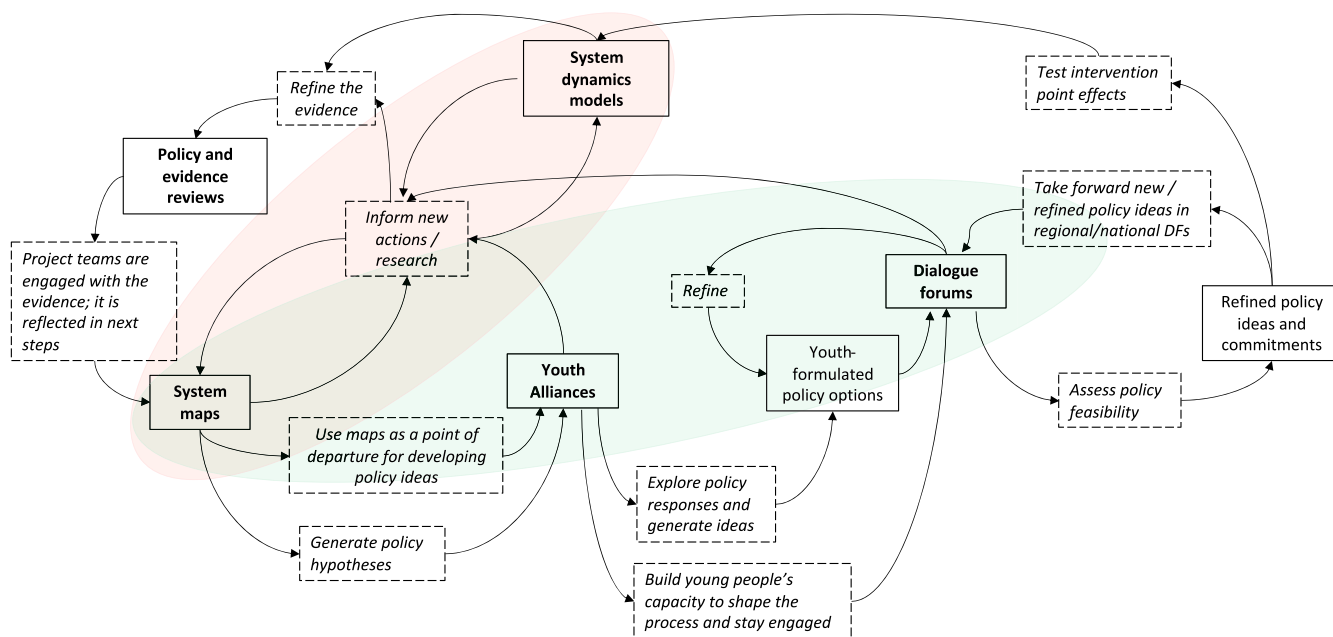 System
dynamics
models
Test intervention
point effects
Refine the
evidence
Policy and
evidence
reviews
Take forward new /
refined policy ideas in
regional/national DFs
Inform new
actions /
research
Project teams are
engaged with the
evidence; it is
reflected in next
steps
Dialogue
forums
Refine
Refined policy
ideas and
commitments
Youth-
formulated
policy options
Youth
Alliances
System
maps
Assess policy
feasibility
Use maps as a point of
departure for developing
policy ideas
Explore policy
responses and
generate ideas
Generate policy
hypotheses
Build young people’s
capacity to shape the
process and stay engaged